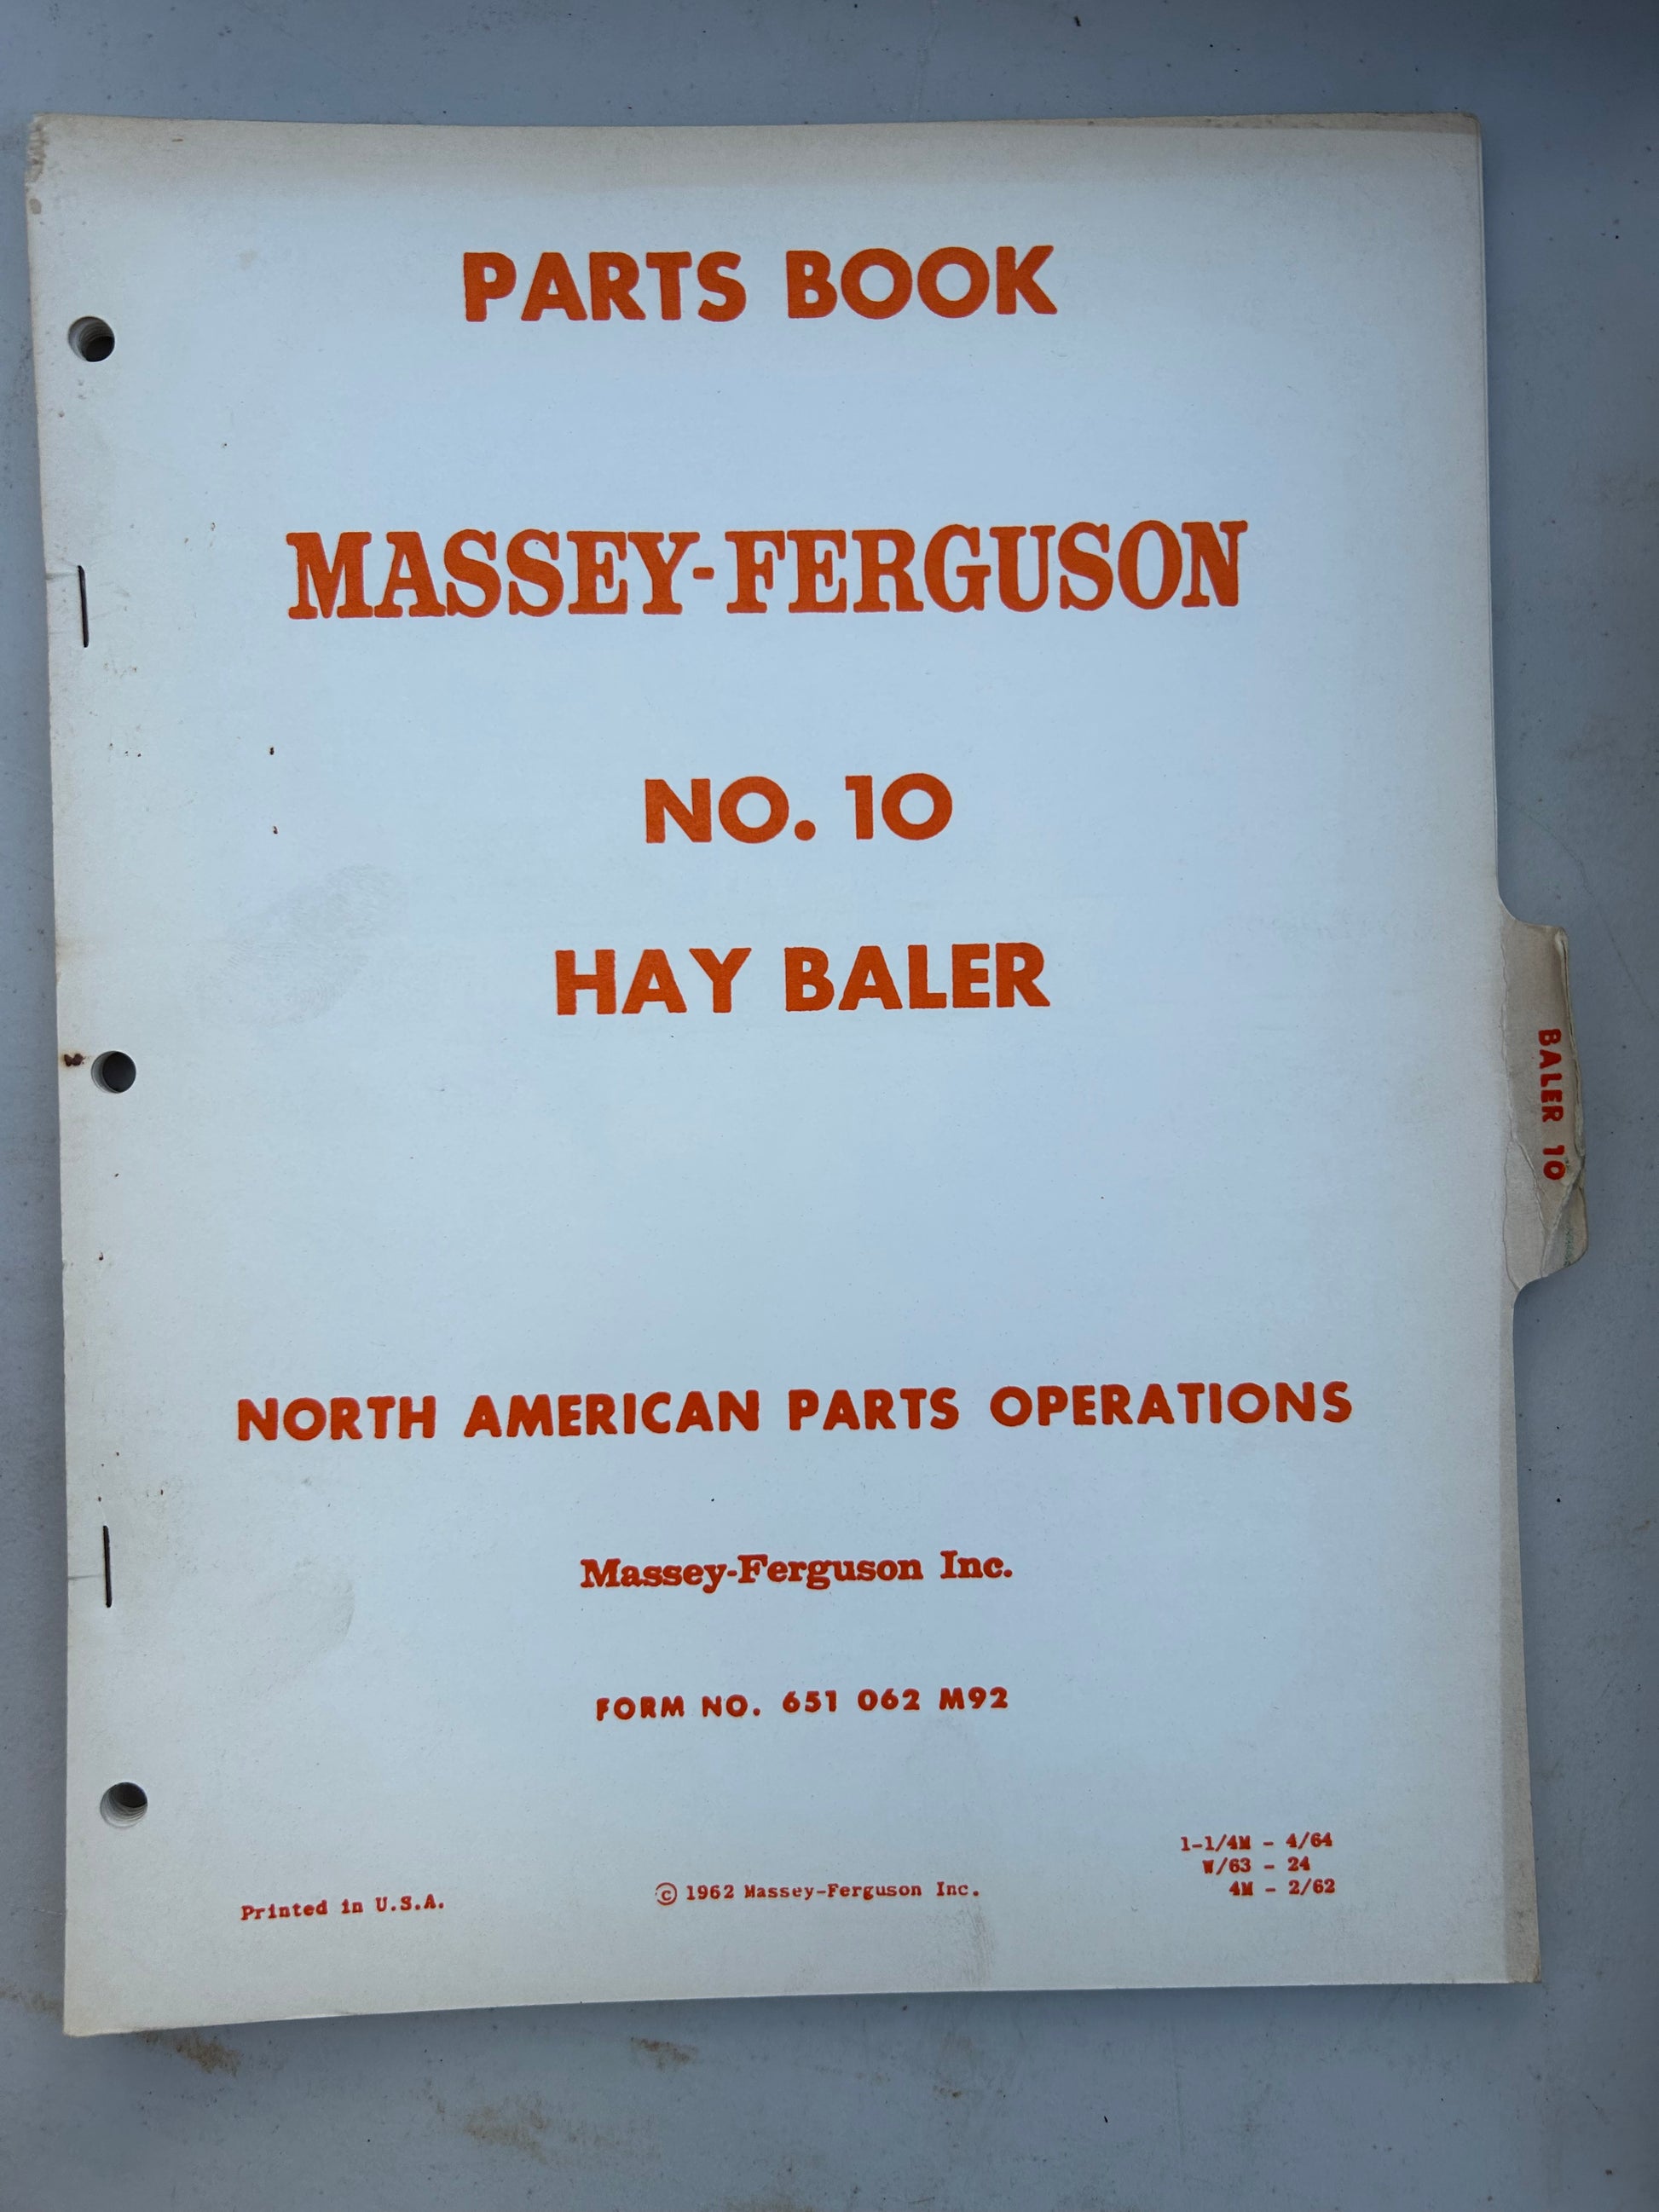 PARTS BOOK
MASSEY-FERGUSON
NO. 10
HAY BALER
BALER 10
NORTH AMERICAN PARTS OPERATIONS
Massey-Ferguson Inc.
FORM NO. 651 062 M92
1-1/4M - 4/64
W/63 - 24
4M - 2/62
Printed in U.S.A.
© 1962 Massey-Ferguson Inc.